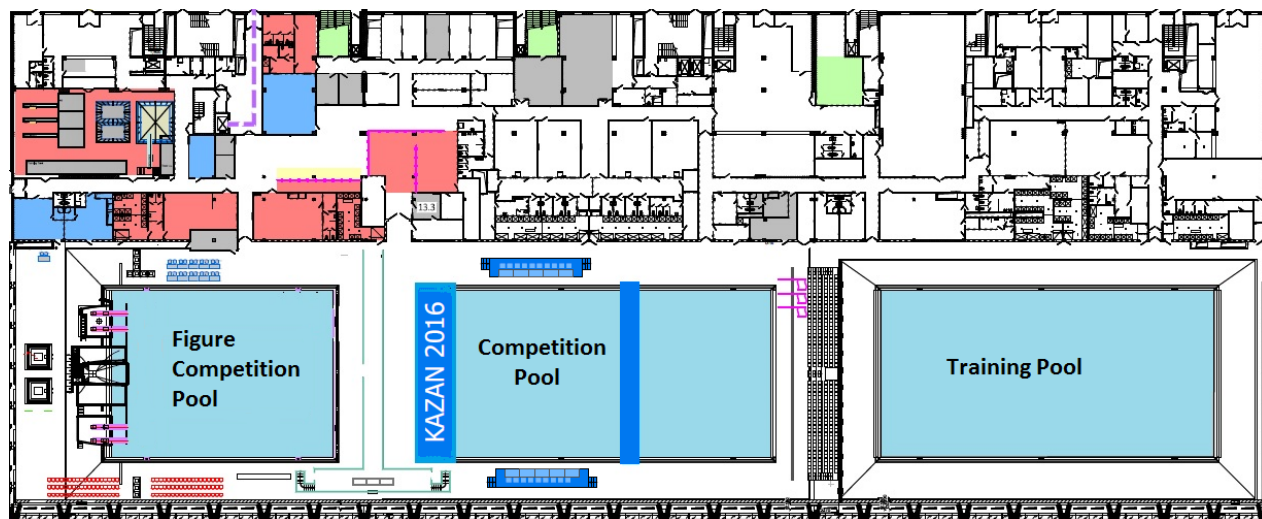 13.3
Figure
Competition
Pool
KAZAN 2016
Competition
Pool
Training Pool